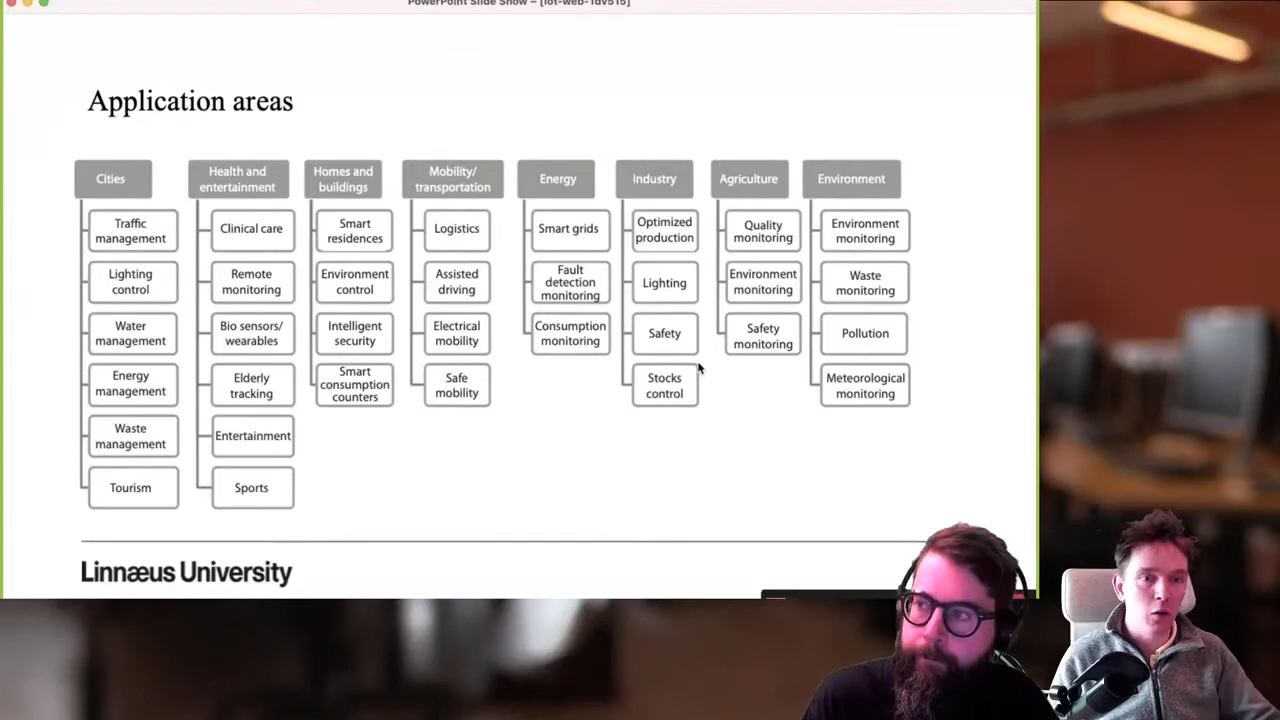 PowerPoint Slide Show – [iot-web-1dv515]
Application areas
Cities
Traffic
management
Lighting
control
Water
management
Energy
management
Waste
management
Tourism
Health and
entertainment
Clinical care
Remote
monitoring
Bio sensors/
wearables
Elderly
tracking
Entertainment
Sports
Homes and
buildings
Smart
residences
Environment
control
Intelligent
security
Smart
consumption
counters
Mobility/
transportation
Logistics
Assisted
driving
Electrical
mobility
Safe
mobility
Energy
Smart grids
Fault
detection
monitoring
Consumption
monitoring
Industry
Optimized
production
Lighting
Safety
Stocks
control
Agriculture
Quality
monitoring
Environment
monitoring
Safety
monitoring
Environment
Environment
monitoring
Waste
monitoring
Pollution
Meteorological
monitoring
Linnæus University